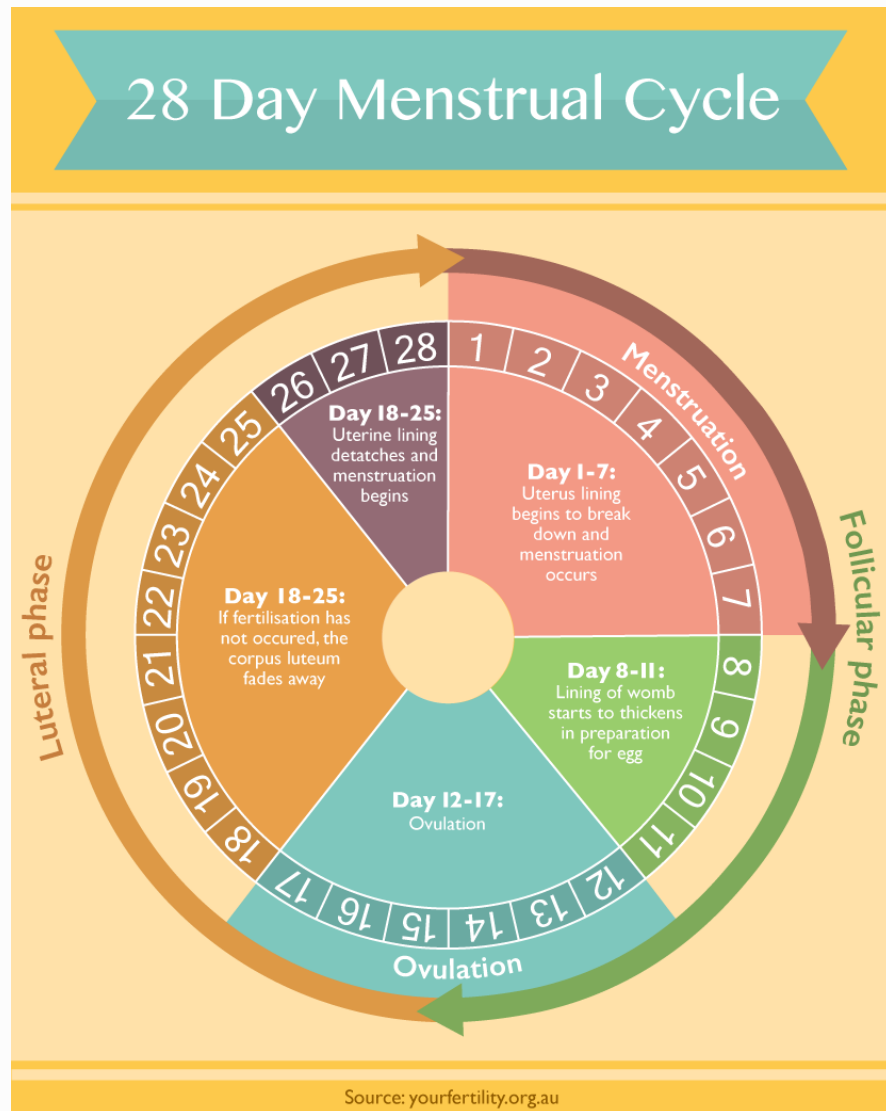 28 Day Menstrual Cycle
Menstruation
Follicular phase
Luteral phase
Ovulation
1
2
3
4
5
6
7
8
9
10
11
12
13
14
15
16
17
18
19
20
21
22
23
24
25
26
27
28
Day 1-7:
Uterus lining
begins to break
down and
menstruation
occurs
Day 8-11:
Lining of womb
starts to thickens
in preparation
for egg
Day 12-17:
Ovulation
Day 18-25:
If fertilisation has
not occured, the
corpus luteum
fades away
Day 18-25:
Uterine lining
detatches and
menstruation
begins
Source: yourfertility.org.au